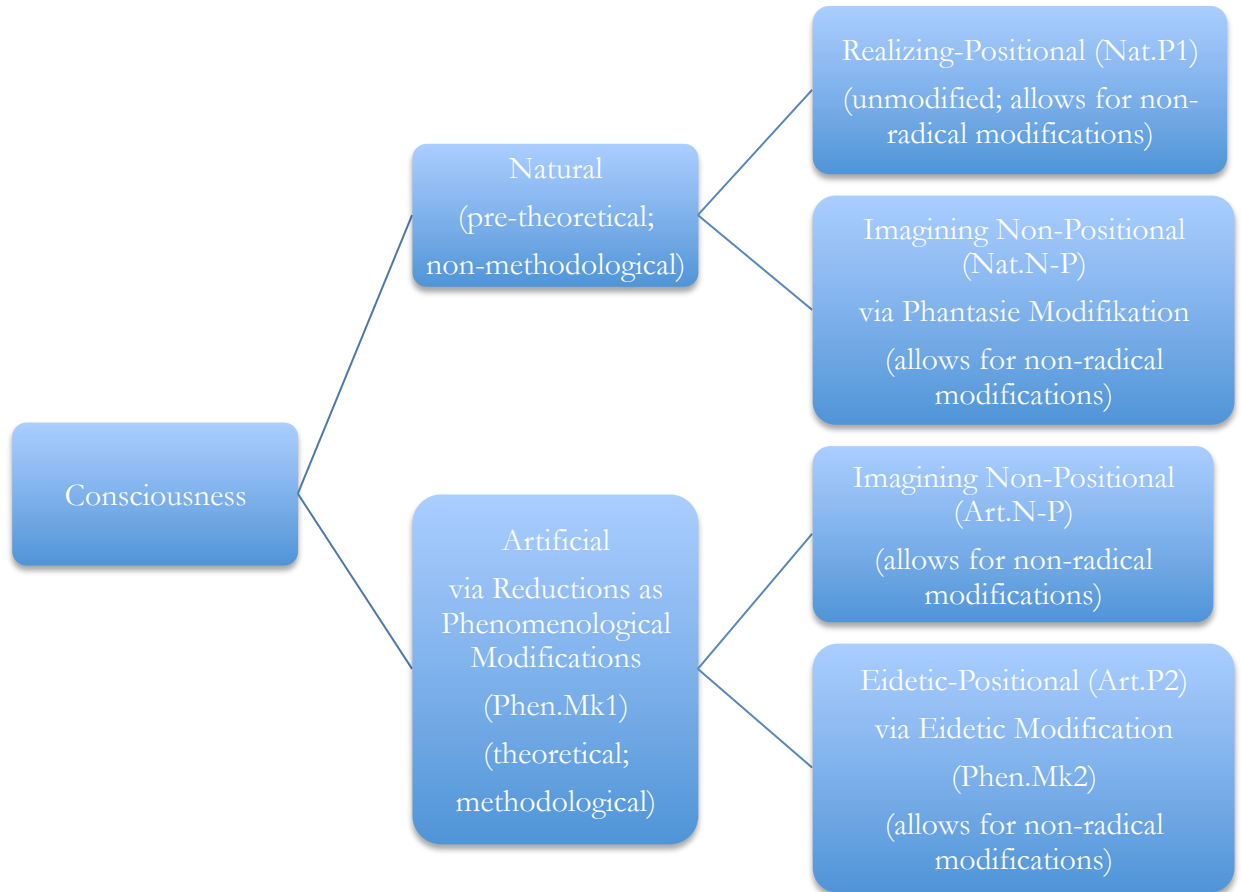 Consciousness
Natural
(pre-theoretical;
non-methodological)
Realizing-Positional (Nat.P1)
(unmodified; allows for non-
radical modifications)
Imagining Non-Positional
(Nat.N-P)
via Phantasie Modifikation
(allows for non-radical
modifications)
Artificial
via Reductions as
Phenomenological
Modifications
(Phen.Mk1)
(theoretical;
methodological)
Imagining Non-Positional
(Art.N-P)
(allows for non-radical
modifications)
Eidetic-Positional (Art.P2)
via Eidetic Modification
(Phen.Mk2)
(allows for non-radical
modifications)